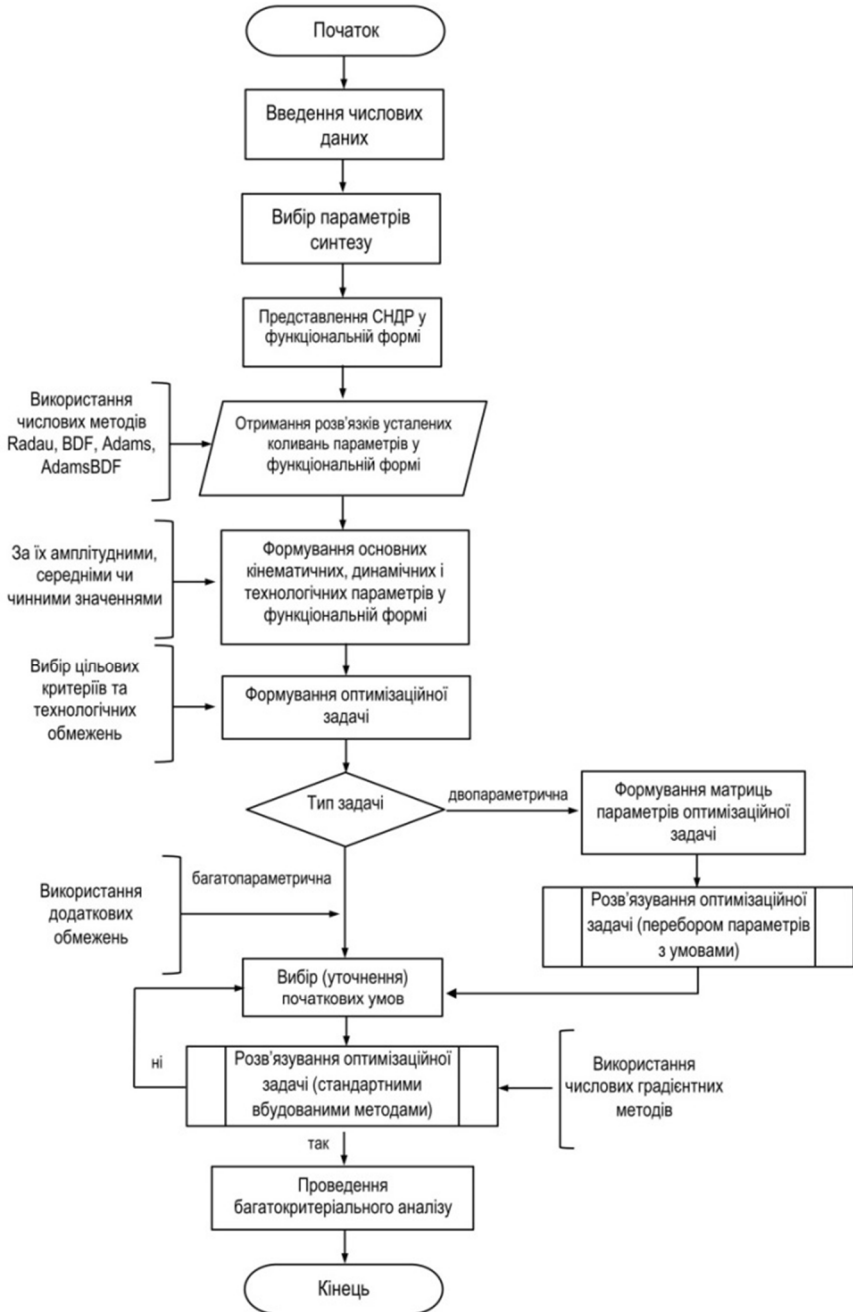 Початок
Введення числових
даних
Вибір параметрів
синтезу
Представлення СНДР у
функціональній формі
Використання
числових методів
Radau, BDF, Adams,
AdamsBDF
Отримання розв'язків усталених
коливань параметрів у
функціональній формі
За їх амплітудними,
середніми чи
чинними значеннями
Формування основних
кінематичних, динамічних і
технологічних параметрів у
функціональній формі
Вибір цільових
критеріїв та
технологічних
обмежень
Формування оптимізаційної
задачі
Тип задачі
двопараметрична
Формування матриць
параметрів оптимізаційної
задачі
багатопараметрична
Використання
додаткових
обмежень
Розв'язування оптимізаційної
задачі (перебором параметрів
з умовами)
Вибір (уточнення)
початкових умов
ні
Розв'язування оптимізаційної
задачі (стандартними
вбудованими методами)
Використання
числових градієнтних
методів
так
Проведення
багатокритеріального аналізу
Кінець